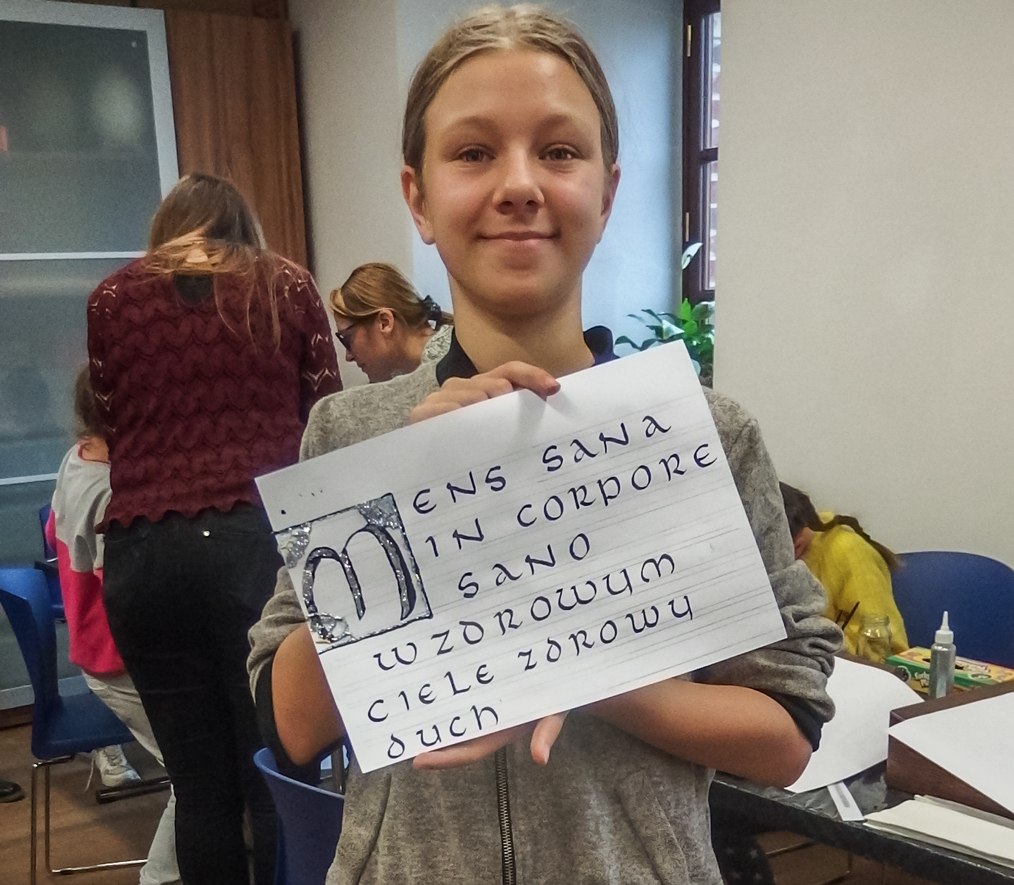 MENS SANA
IN CORPORE
SANO
W ZDROWYM
CIELE ZDROWY
DUCH